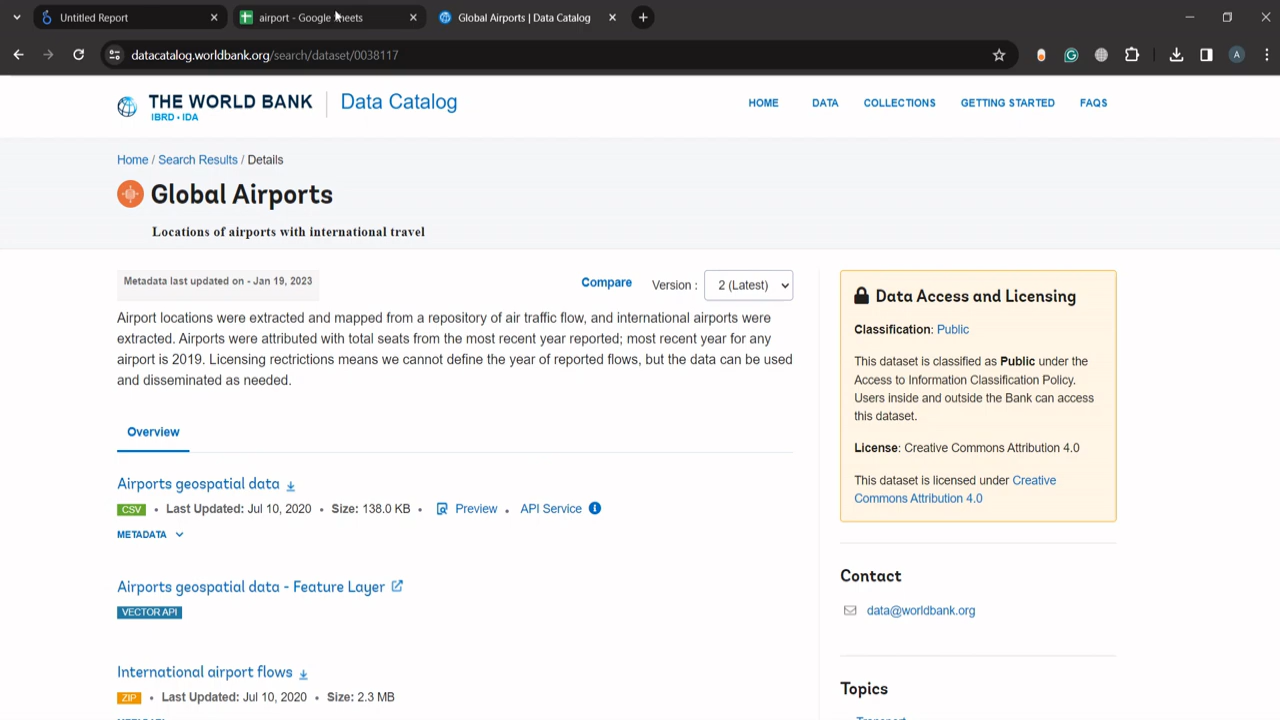 Untitled Report
airport - Google Sheets
Global Airports | Data Catalog
datacatalog.worldbank.org/search/dataset/0038117
A
THE WORLD BANK
IBRD • IDA
Data Catalog
HOME DATA COLLECTIONS GETTING STARTED FAQS
Home / Search Results / Details
Global Airports
Locations of airports with international travel
Metadata last updated on - Jan 19, 2023
Compare Version : 2 (Latest)
Airport locations were extracted and mapped from a repository of air traffic flow, and international airports were
extracted. Airports were attributed with total seats from the most recent year reported; most recent year for any
airport is 2019. Licensing rectrictions means we cannot define the year of reported flows, but the data can be used
and disseminated as needed.
Overview
Airports geospatial data
CSV • Last Updated: Jul 10, 2020 • Size: 138.0 KB • Preview • API Service
METADATA
Airports geospatial data - Feature Layer
VECTOR API
International airport flows
ZIP • Last Updated: Jul 10, 2020 • Size: 2.3 MB
Data Access and Licensing
Classification: Public
This dataset is classified as Public under the
Access to Information Classification Policy.
Users inside and outside the Bank can access
this dataset.
License: Creative Commons Attribution 4.0
This dataset is licensed under Creative
Commons Attribution 4.0
Contact
data@worldbank.org
Topics